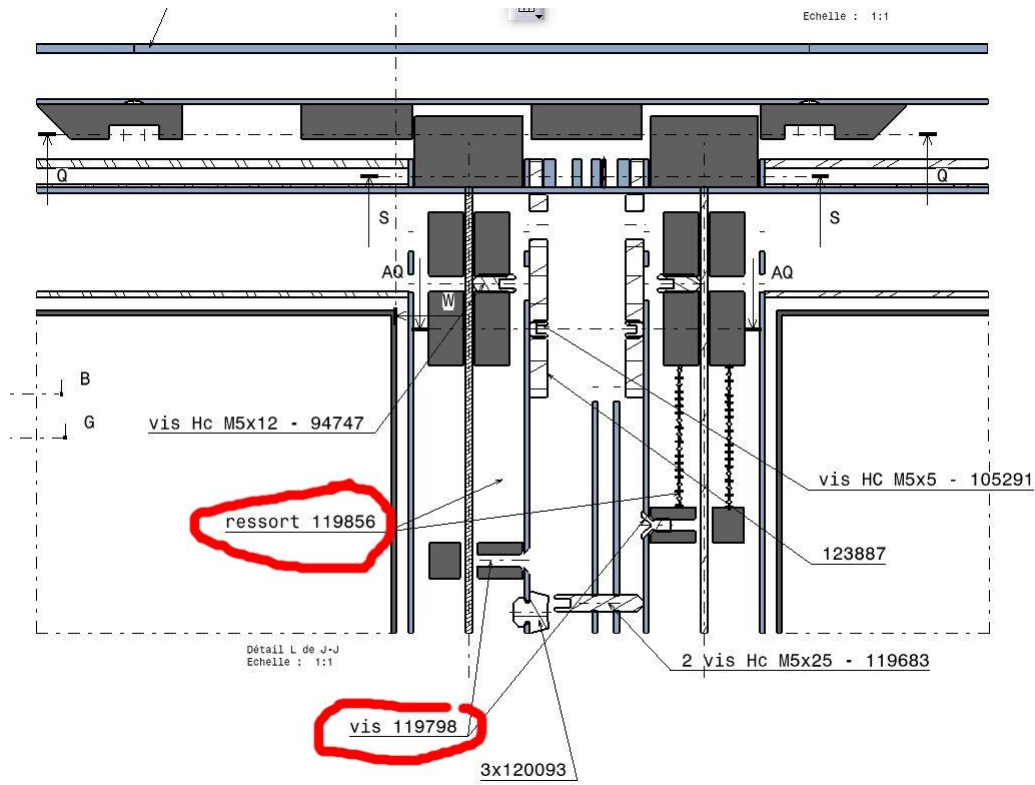 Echelle : 1:1
Q
Q
S
S
AQ
AQ
W
B
G
vis Hc M5x12 - 94747
vis HC M5x5 - 105291
ressort 119856
123887
Détail L de J-J
Echelle : 1:1
2 vis Hc M5x25 - 119683
vis 119798
3x120093